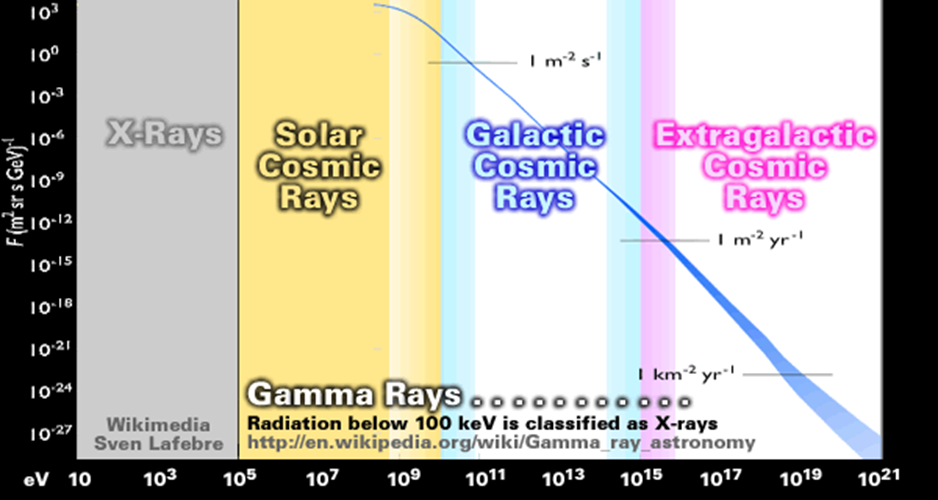 10³
10⁰
10⁻³
10⁻⁶
10⁻⁹
10⁻¹²
10⁻¹⁵
10⁻¹⁸
10⁻²¹
10⁻²⁴
10⁻²⁷
F (m² sr s GeV)⁻¹
X-Rays
Solar
Cosmic
Rays
Galactic
Cosmic
Rays
Extragalactic
Cosmic
Rays
1 m⁻² s⁻¹
1 m⁻² yr⁻¹
1 km⁻² yr⁻¹
Gamma Rays . . . . . . . . . . .
Radiation below 100 keV is classified as X-rays
http://en.wikipedia.org/wiki/Gamma_ray_astronomy
Wikimedia
Sven Lafebre
eV 10 10³ 10⁵ 10⁷ 10⁹ 10¹¹ 10¹³ 10¹⁵ 10¹⁷ 10¹⁹ 10²¹